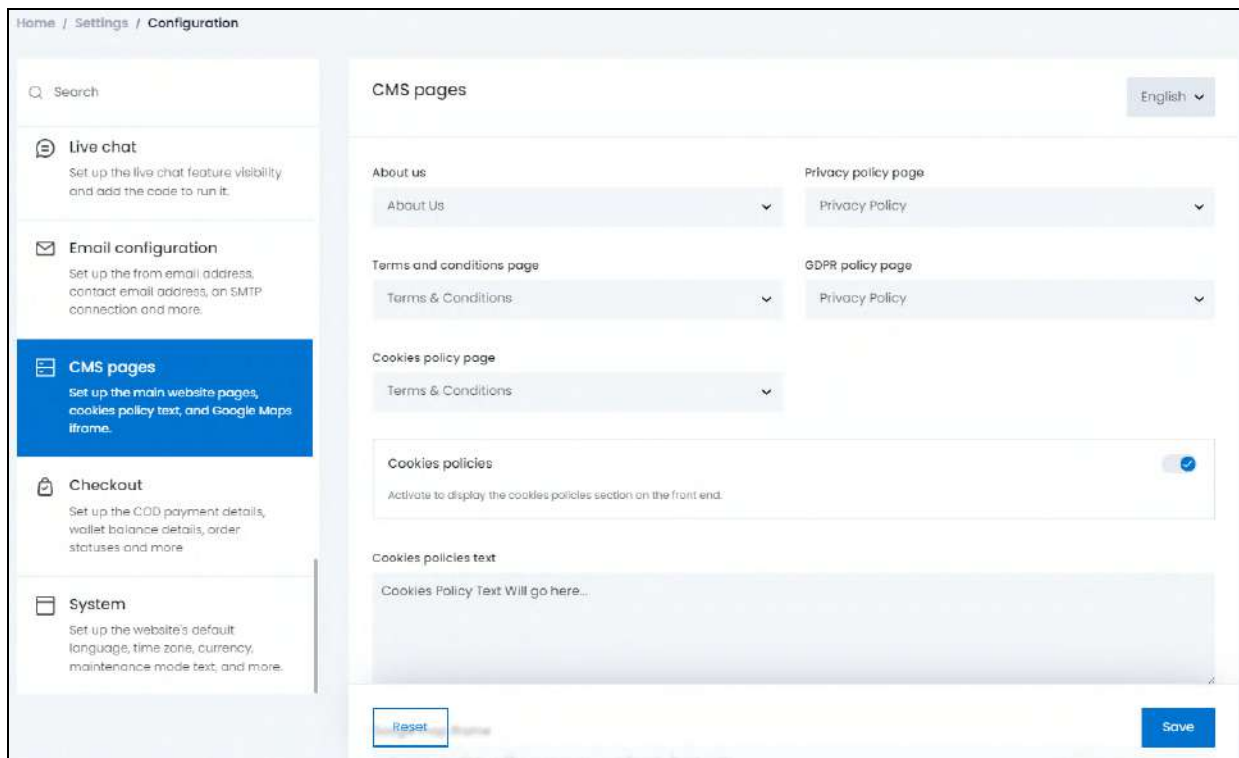 Home / Settings / Configuration
Search
Live chat
Set up the live chat feature visibility
and add the code to run it.
Email configuration
Set up the from email address,
contact email address, an SMTP
connection and more.
CMS pages
Set up the main website pages,
cookies policy text, and Google Maps
iframe.
Checkout
Set up the COD payment details,
wallet balance details, order
statuses and more
System
Set up the website's default
language, time zone, currency,
maintenance mode text, and more.
CMS pages
English
About us
Privacy policy page
About Us
Privacy Policy
Terms and conditions page
GDPR policy page
Terms & Conditions
Privacy Policy
Cookies policy page
Terms & Conditions
Cookies policies
Activate to display the cookies policies section on the front end.
Cookies policies text
Cookies Policy Text Will go here...
Reset
Save